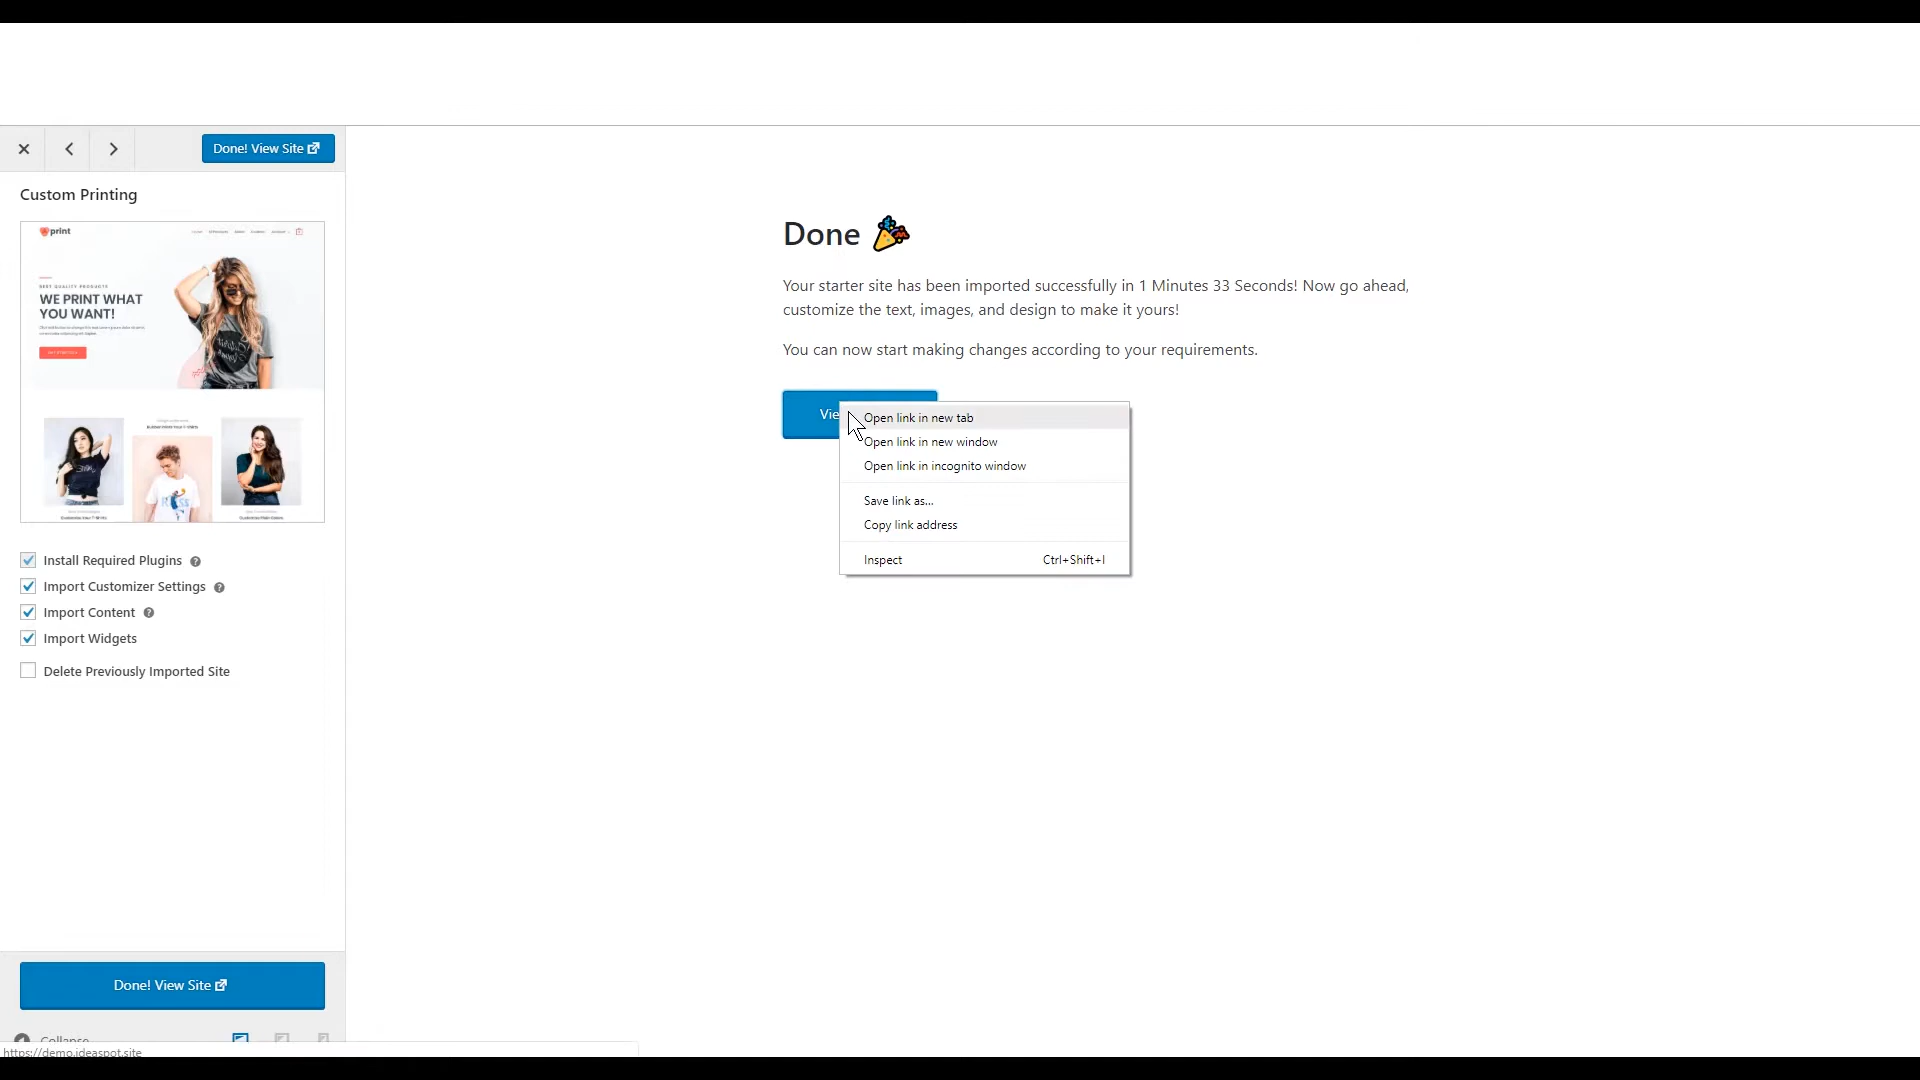 Done! View Site
Custom Printing
print
BEST QUALITY PRODUCTS
WE PRINT WHAT
YOU WANT!
Install Required Plugins
Import Customizer Settings
Import Content
Import Widgets
Delete Previously Imported Site
Done! View Site
Collapse
https://demo.ideaspot.site
Done
Your starter site has been imported successfully in 1 Minutes 33 Seconds! Now go ahead,
customize the text, images, and design to make it yours!
You can now start making changes according to your requirements.
Vie
Open link in new tab
Open link in new window
Open link in incognito window
Save link as...
Copy link address
Inspect Ctrl+Shift+I